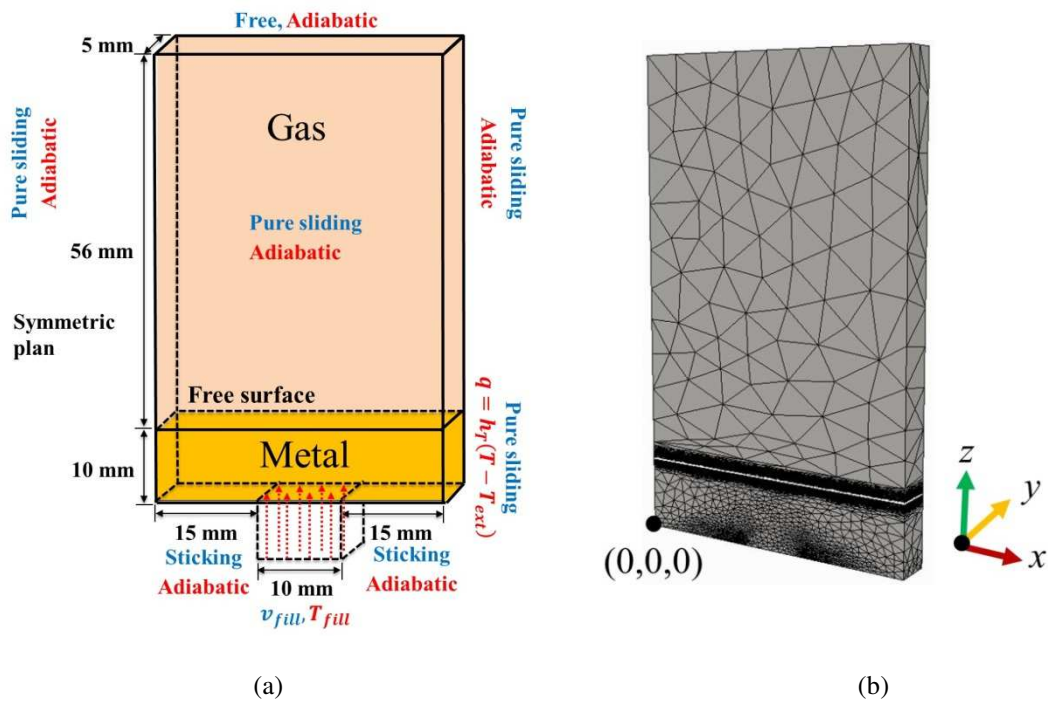 Free, Adiabatic
5 mm
Gas
Pure sliding
Adiabatic
Pure sliding
Adiabatic
Pure sliding
Adiabatic
56 mm
Symmetric
plan
Free surface
Metal
10 mm
Pure sliding
q = h_T(T − T_ext)
15 mm
Sticking
Adiabatic
15 mm
Sticking
Adiabatic
10 mm
v_fill, T_fill
(a)
(0,0,0)
z
y
x
(b)